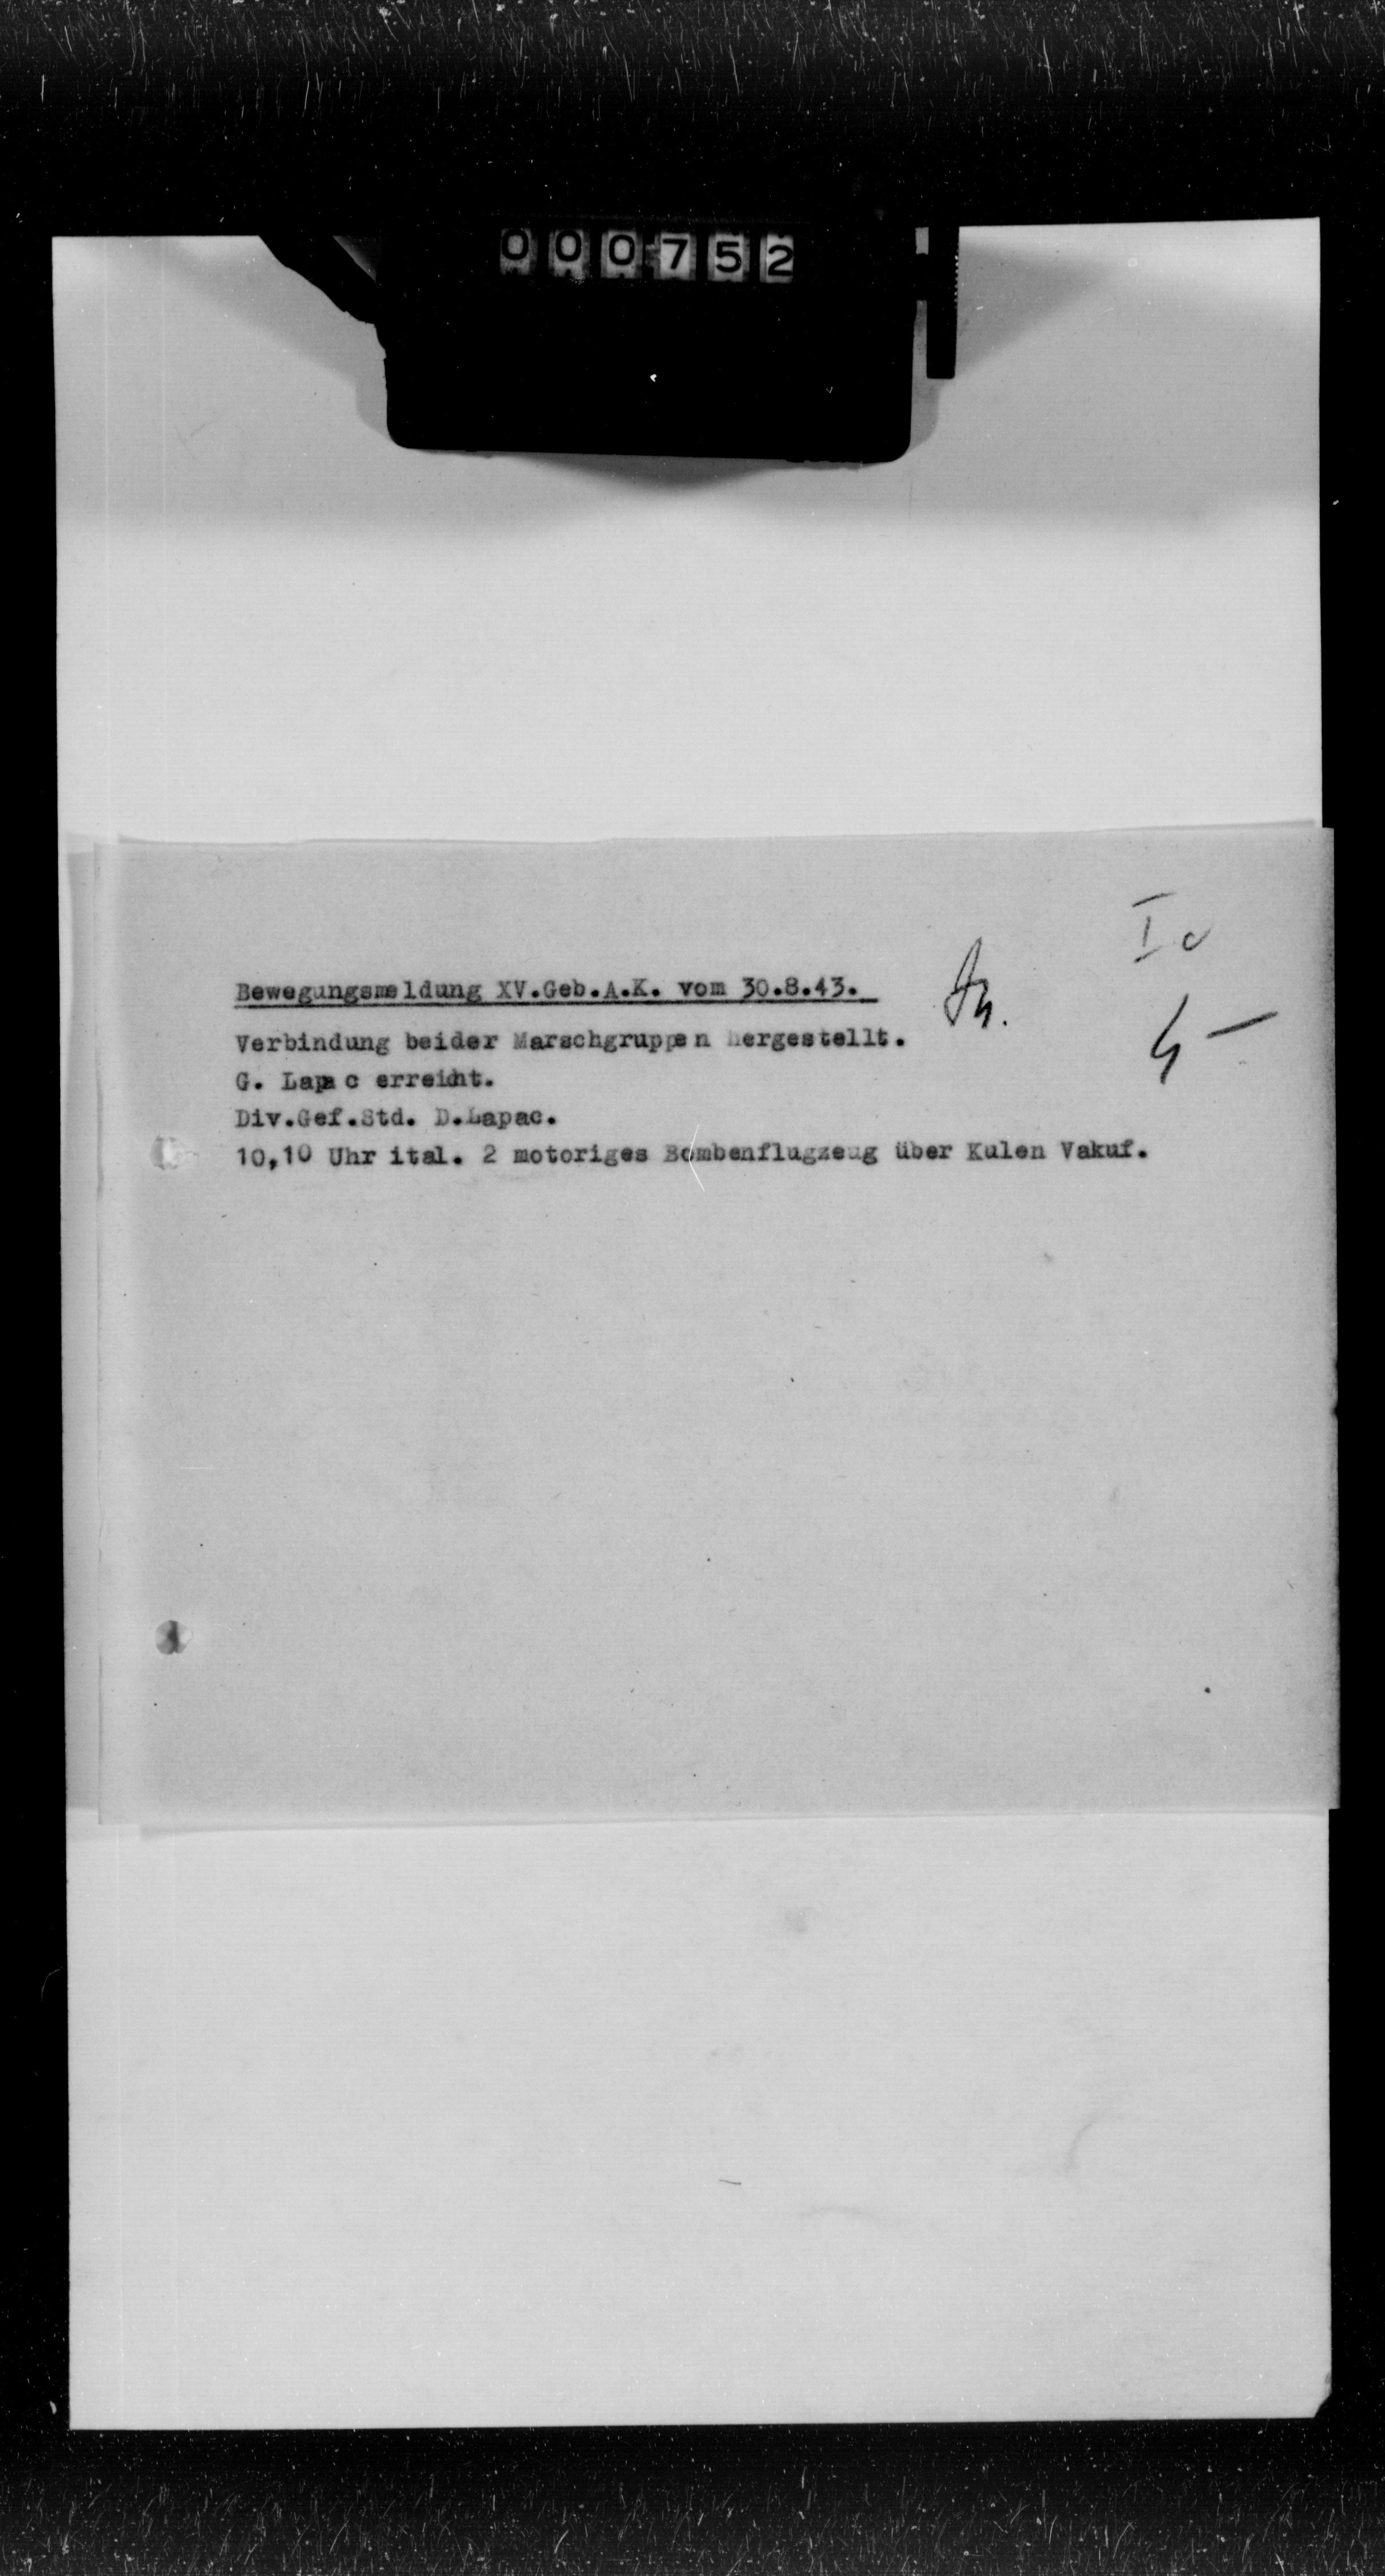 000752
I c
Bewegungsmeldung XV.Geb.A.K. vom 30.8.43.
Verbindung beider Marschgruppen hergestellt.
G. Lapac erreicht.
Div.Gef.Std. D.Lapac.
10,10 Uhr ital. 2 motoriges Bombenflugzeug über Kulen Vakuf.